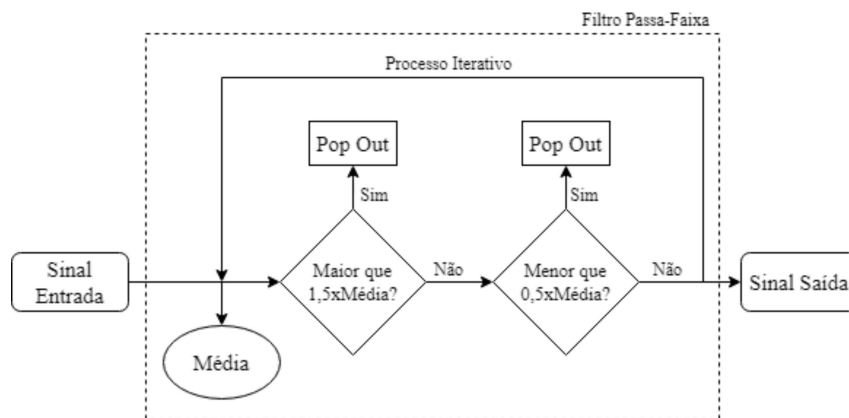 Filtro Passa-Faixa
Processo Iterativo
Pop Out
Pop Out
Sim
Sim
Sinal
Entrada
Maior que
1,5xMédia?
Não
Menor que
0,5xMédia?
Não
Sinal Saída
Média